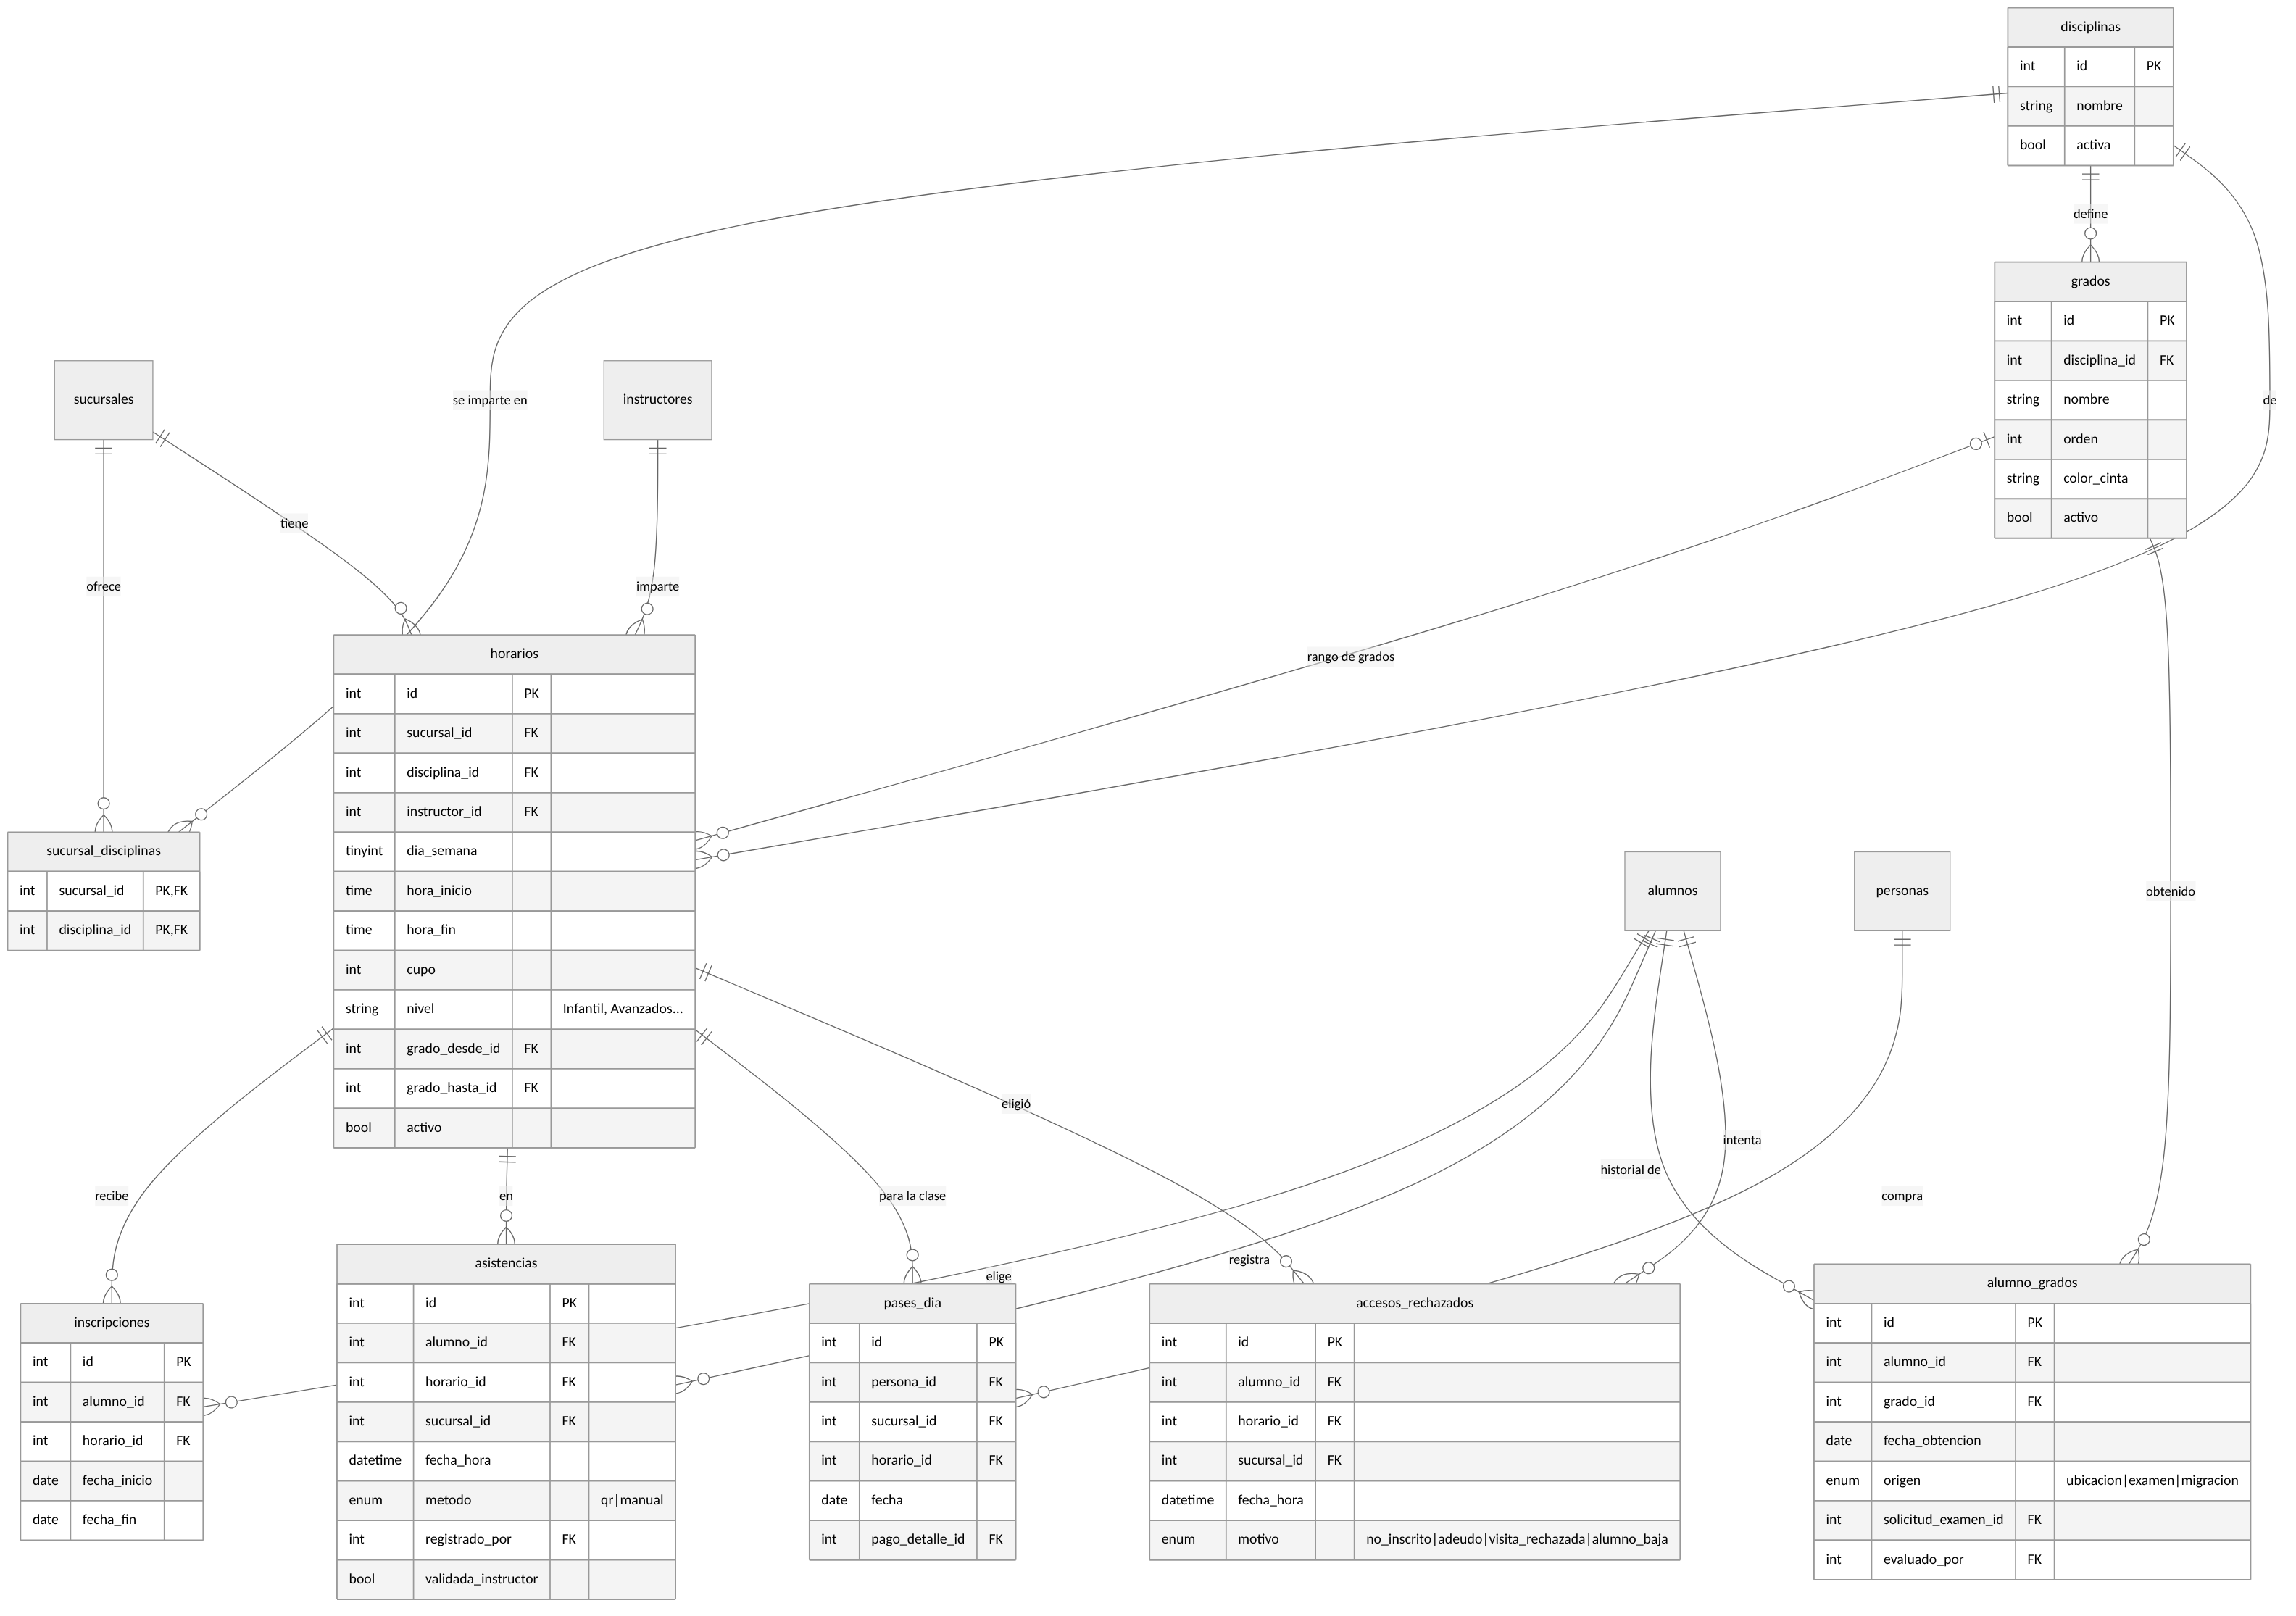 disciplinas
int id PK
string nombre
bool activa
define
grados
int id PK
int disciplina_id FK
string nombre
int orden
string color_cinta
bool activo
sucursales
instructores
se imparte en
de
tiene
ofrece
imparte
horarios
int id PK
int sucursal_id FK
int disciplina_id FK
int instructor_id FK
tinyint dia_semana
time hora_inicio
time hora_fin
int cupo
string nivel Infantil, Avanzados...
int grado_desde_id FK
int grado_hasta_id FK
bool activo
rango de grados
sucursal_disciplinas
int sucursal_id PK,FK
int disciplina_id PK,FK
alumnos
personas
obtenido
eligió
intenta
historial de
recibe
en
para la clase
compra
registra
elige
inscripciones
int id PK
int alumno_id FK
int horario_id FK
date fecha_inicio
date fecha_fin
asistencias
int id PK
int alumno_id FK
int horario_id FK
int sucursal_id FK
datetime fecha_hora
enum metodo qr|manual
int registrado_por FK
bool validada_instructor
pases_dia
int id PK
int persona_id FK
int sucursal_id FK
int horario_id FK
date fecha
int pago_detalle_id FK
accesos_rechazados
int id PK
int alumno_id FK
int horario_id FK
int sucursal_id FK
datetime fecha_hora
enum motivo no_inscrito|adeudo|visita_rechazada|alumno_baja
alumno_grados
int id PK
int alumno_id FK
int grado_id FK
date fecha_obtencion
enum origen ubicacion|examen|migracion
int solicitud_examen_id FK
int evaluado_por FK